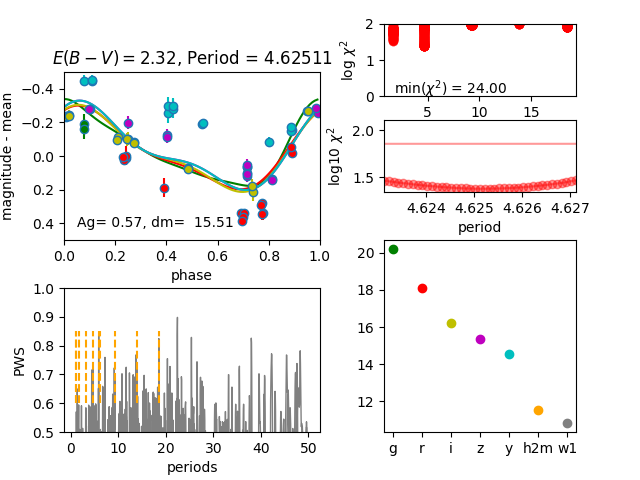 E(B − V) = 2.32, Period = 4.62511
magnitude - mean
−0.4
−0.2
0.0
0.2
0.4
Ag= 0.57, dm=  15.51
0.0 0.2 0.4 0.6 0.8 1.0
phase
log χ²
2
1
0
min(χ²) = 24.00
5 10 15
log10 χ²
2.0
1.5
4.624 4.625 4.626 4.627
period
PWS
1.0
0.9
0.8
0.7
0.6
0.5
0 10 20 30 40 50
periods
20
18
16
14
12
g r i z y h2m w1